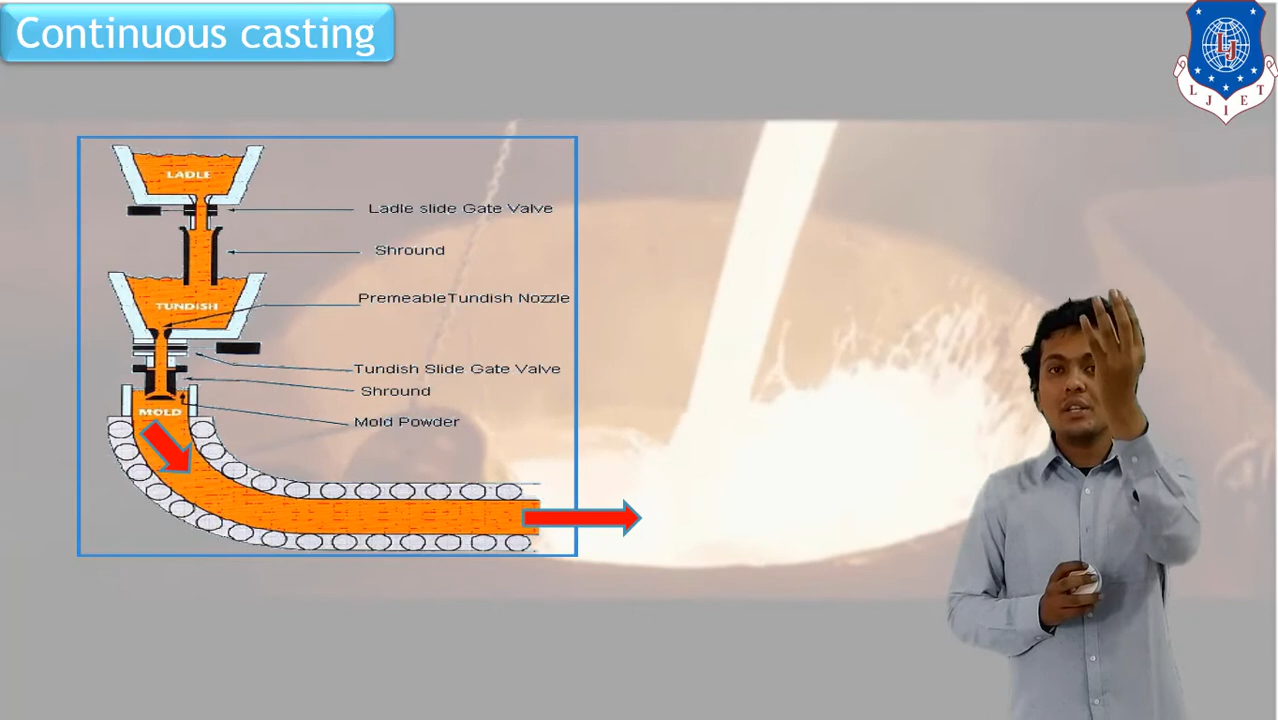 Continuous casting
LJIET
LADLE
Ladle slide Gate Valve
Shround
PremeableTundish Nozzle
TUNDISH
Tundish Slide Gate Valve
Shround
MOLD
Mold Powder